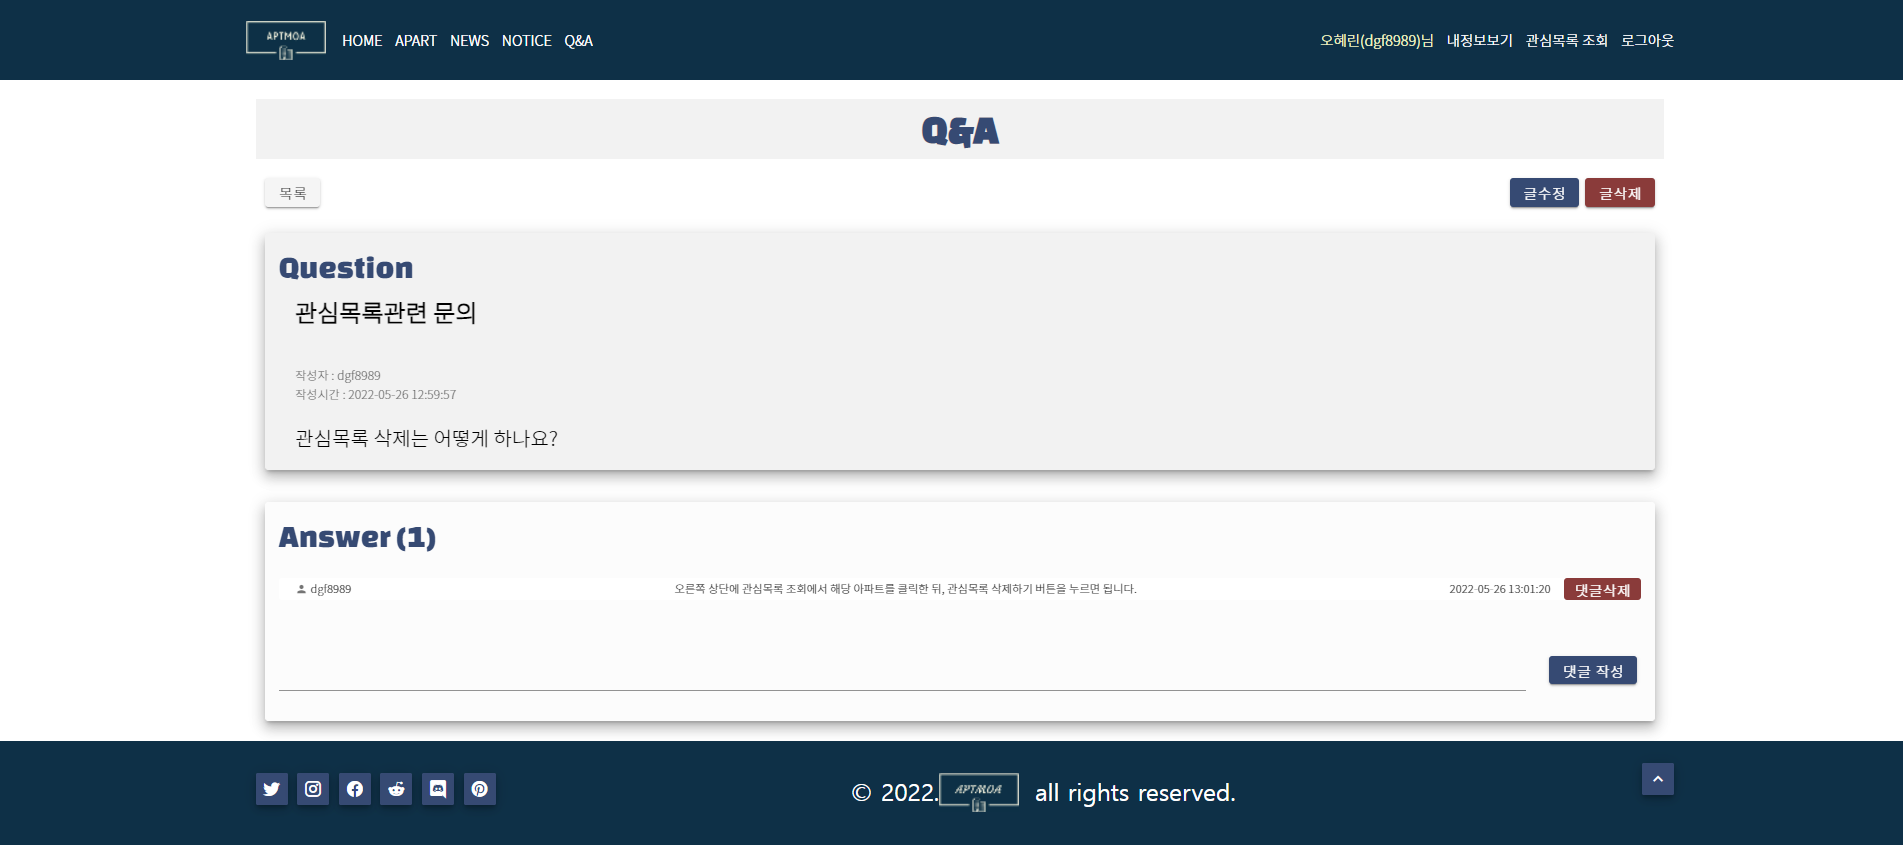 APTMOA HOME APART NEWS NOTICE Q&A 오혜린(dgf8989)님 내정보보기 관심목록 조회 로그아웃
Q&A
목록 글수정 글삭제
Question
관심목록관련 문의
작성자 : dgf8989
작성시간 : 2022-05-26 12:59:57
관심목록 삭제는 어떻게 하나요?
Answer (1)
dgf8989 오른쪽 상단에 관심목록 조회에서 해당 아파트를 클릭한 뒤, 관심목록 삭제하기 버튼을 누르면 됩니다. 2022-05-26 13:01:20 댓글삭제
댓글 작성
© 2022. APTMOA all rights reserved.